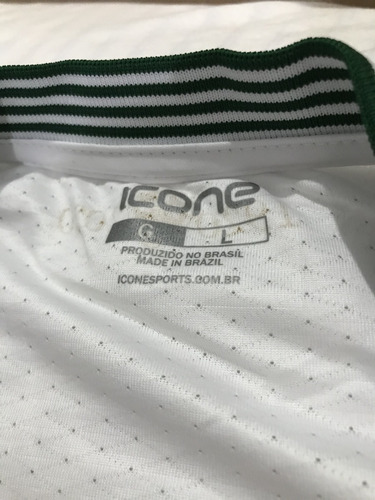 ICONE
G L
PRODUZIDO NO BRASIL
MADE IN BRAZIL
ICONESPORTS.COM.BR